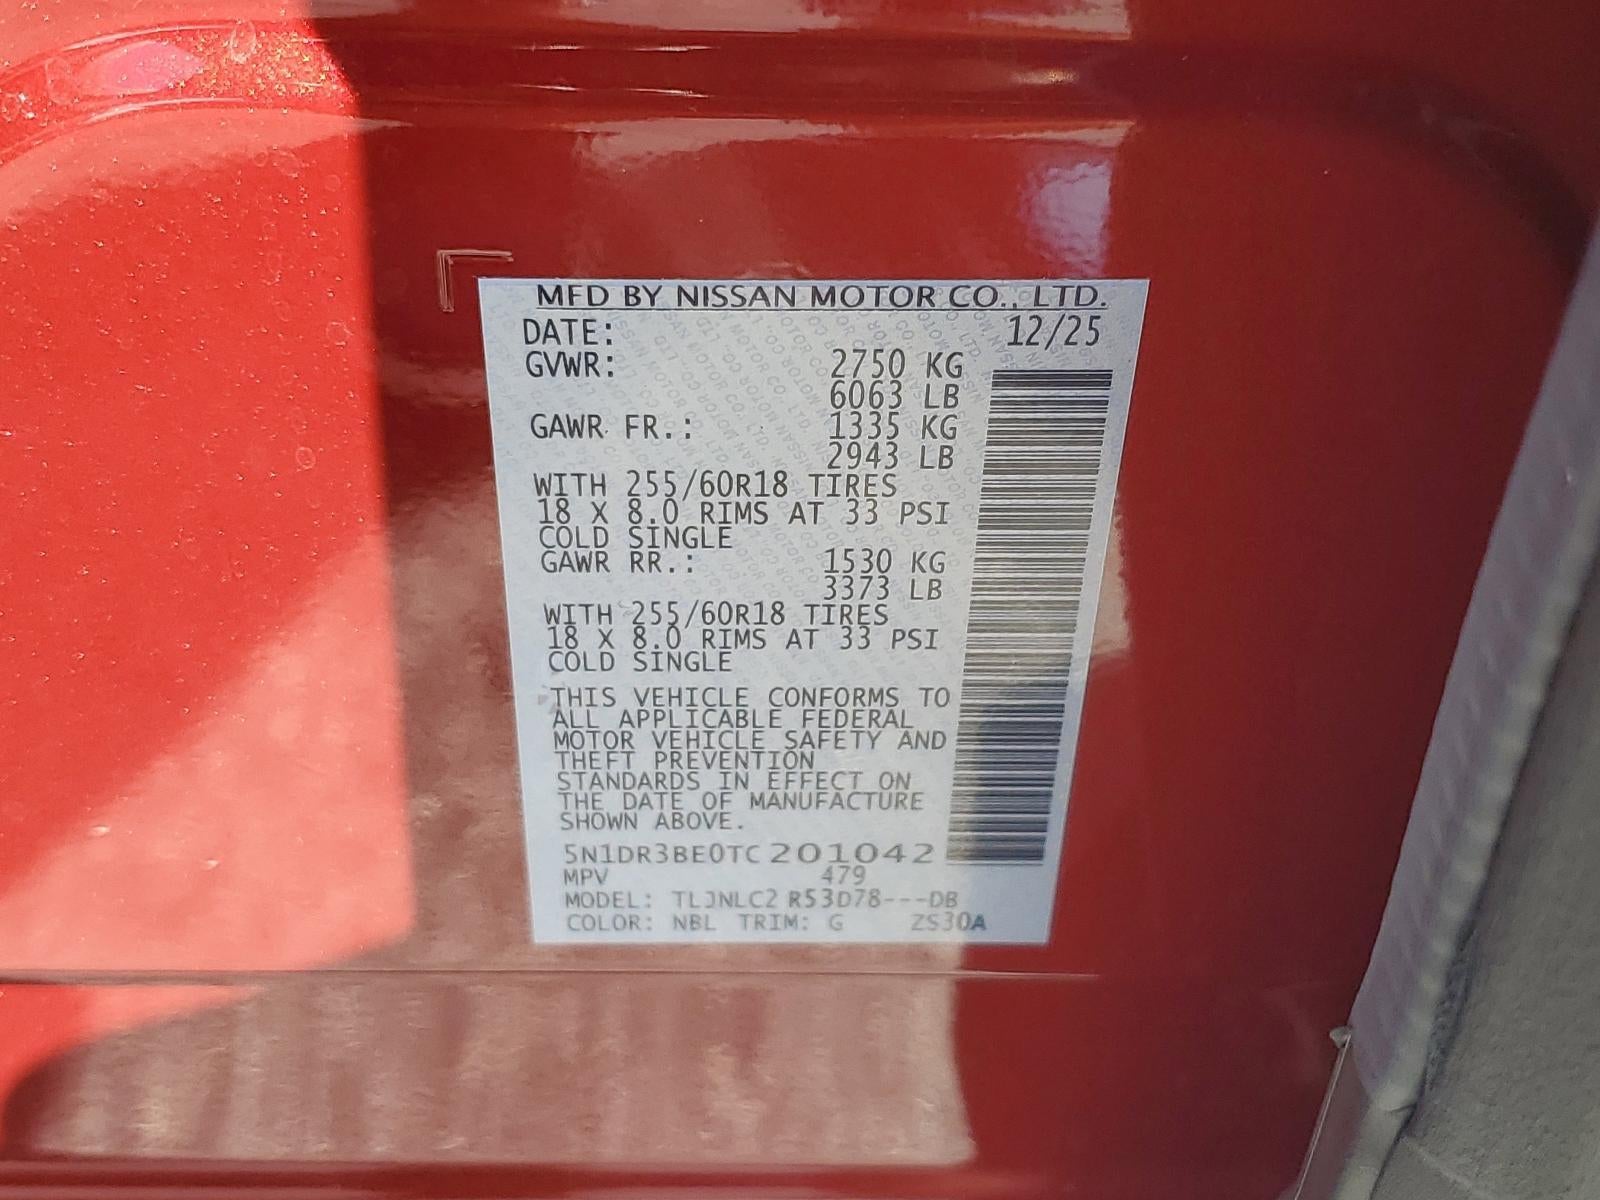 MFD BY NISSAN MOTOR CO., LTD.
DATE: 12/25
GVWR: 2750 KG
6063 LB
GAWR FR.: 1335 KG
2943 LB
WITH 255/60R18 TIRES
18 X 8.0 RIMS AT 33 PSI
COLD SINGLE
GAWR RR.: 1530 KG
3373 LB
WITH 255/60R18 TIRES
18 X 8.0 RIMS AT 33 PSI
COLD SINGLE
THIS VEHICLE CONFORMS TO
ALL APPLICABLE FEDERAL
MOTOR VEHICLE SAFETY AND
THEFT PREVENTION
STANDARDS IN EFFECT ON
THE DATE OF MANUFACTURE
SHOWN ABOVE.
5N1DR3BE0TC201042
MPV 479
MODEL: TLJNLC2 R53D78---DB
COLOR: NBL TRIM: G ZS30A